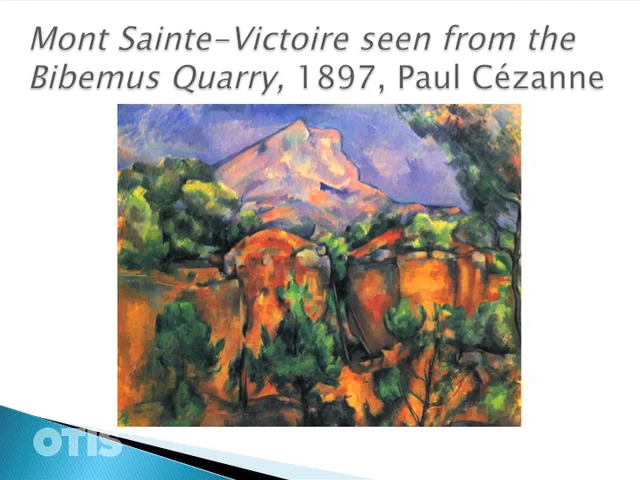 Mont Sainte-Victoire seen from the
Bibemus Quarry, 1897, Paul Cézanne
OTIS